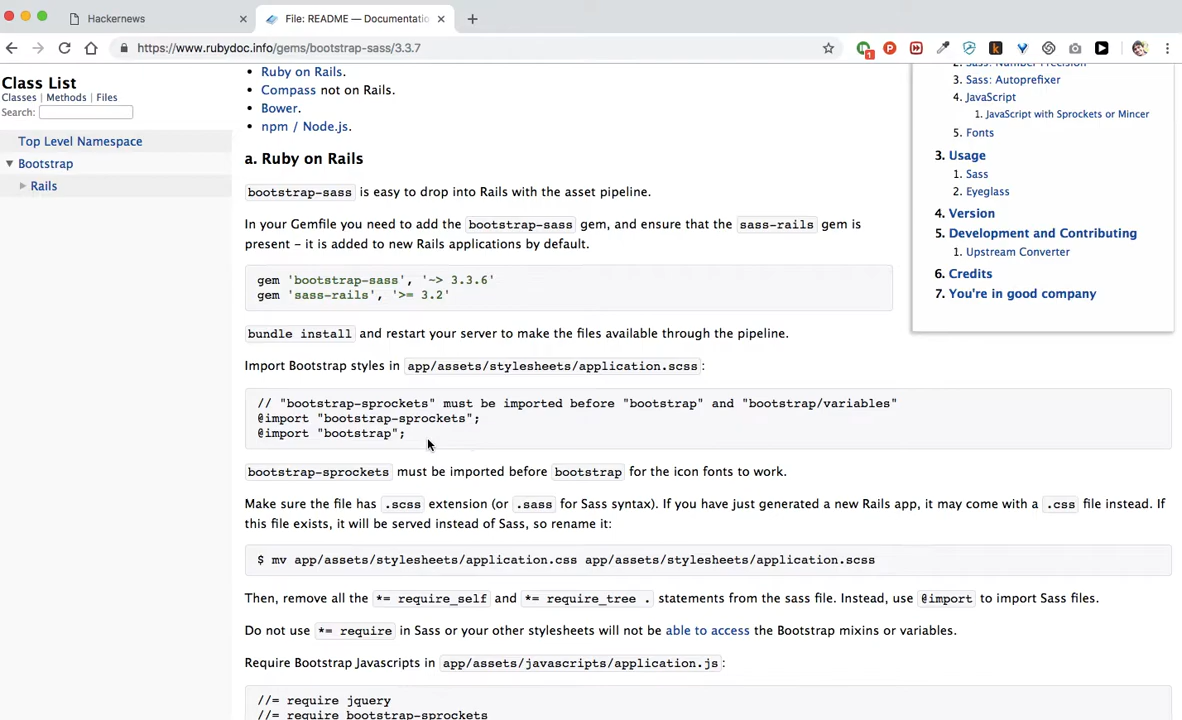 Hackernews
File: README — Documentatio
https://www.rubydoc.info/gems/bootstrap-sass/3.3.7
1
Class List
Classes | Methods | Files
Search:
Top Level Namespace
Bootstrap
Rails
• Ruby on Rails.
• Compass not on Rails.
• Bower.
• npm / Node.js.
a. Ruby on Rails
bootstrap-sass is easy to drop into Rails with the asset pipeline.
In your Gemfile you need to add the bootstrap-sass gem, and ensure that the sass-rails gem is
present – it is added to new Rails applications by default.
gem 'bootstrap-sass', '~> 3.3.6'
gem 'sass-rails', '>= 3.2'
bundle install and restart your server to make the files available through the pipeline.
Import Bootstrap styles in app/assets/stylesheets/application.scss:
// "bootstrap-sprockets" must be imported before "bootstrap" and "bootstrap/variables"
@import "bootstrap-sprockets";
@import "bootstrap";
bootstrap-sprockets must be imported before bootstrap for the icon fonts to work.
Make sure the file has .scss extension (or .sass for Sass syntax). If you have just generated a new Rails app, it may come with a .css file instead. If
this file exists, it will be served instead of Sass, so rename it:
$ mv app/assets/stylesheets/application.css app/assets/stylesheets/application.scss
Then, remove all the *= require_self and *= require_tree . statements from the sass file. Instead, use @import to import Sass files.
Do not use *= require in Sass or your other stylesheets will not be able to access the Bootstrap mixins or variables.
Require Bootstrap Javascripts in app/assets/javascripts/application.js:
//= require jquery
//= require bootstrap-sprockets
2. Sass: Number Precision
3. Sass: Autoprefixer
4. JavaScript
1. JavaScript with Sprockets or Mincer
5. Fonts
3. Usage
1. Sass
2. Eyeglass
4. Version
5. Development and Contributing
1. Upstream Converter
6. Credits
7. You're in good company